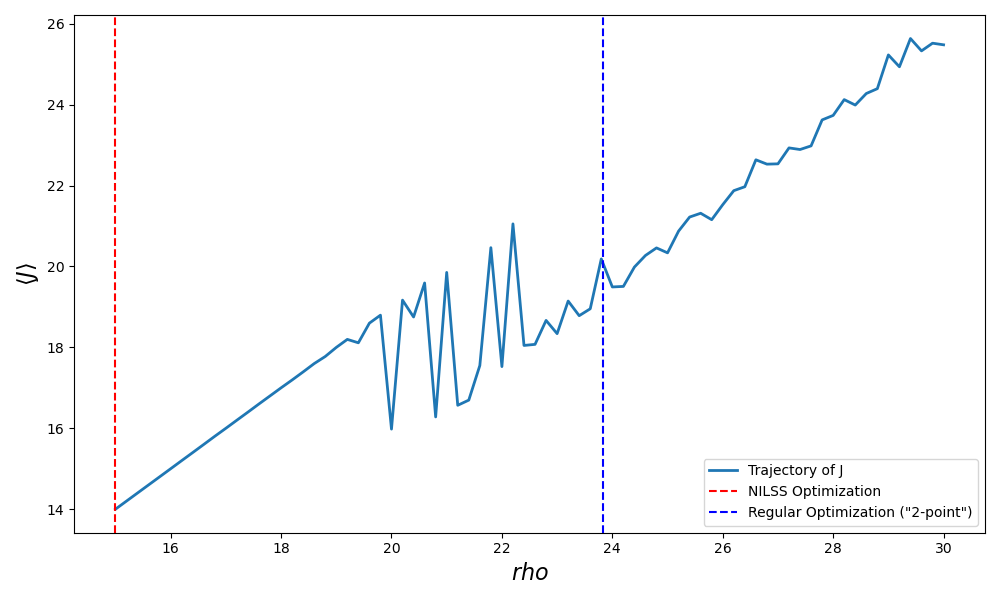 26
24
22
20
18
16
14
⟨J⟩
16 18 20 22 24 26 28 30
rho
Trajectory of J
NILSS Optimization
Regular Optimization ("2-point")